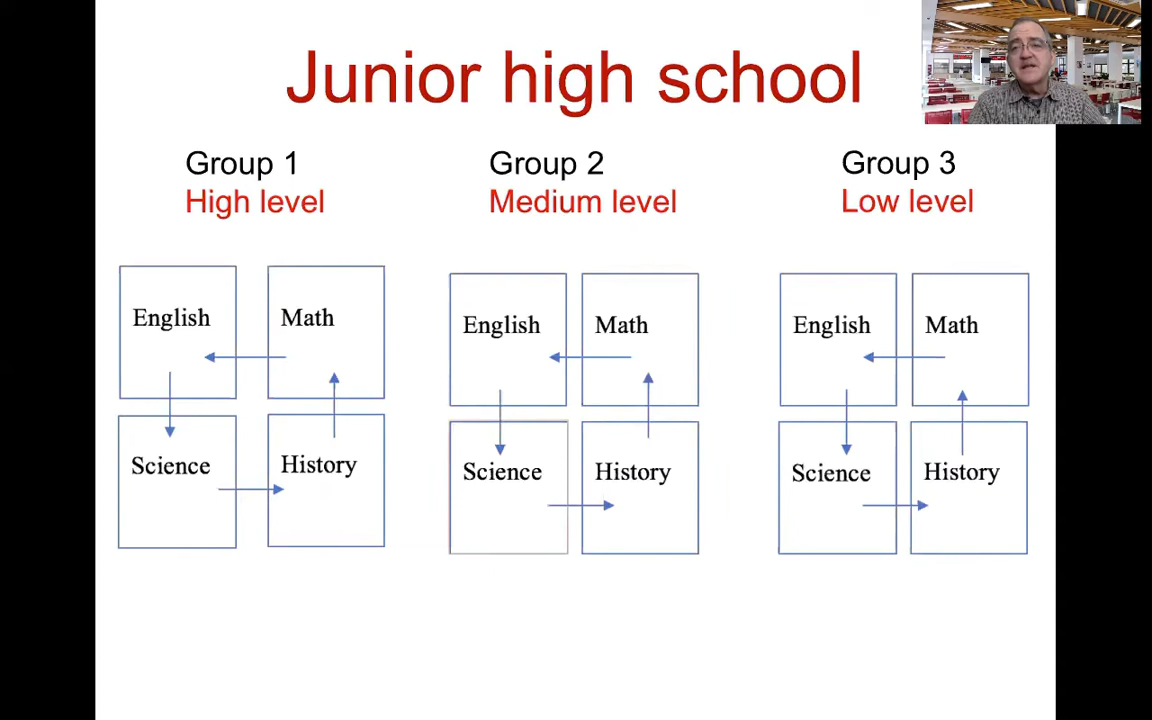 Junior high school
Group 1
High level
Group 2
Medium level
Group 3
Low level
English
Math
Science
History
English
Math
Science
History
English
Math
Science
History